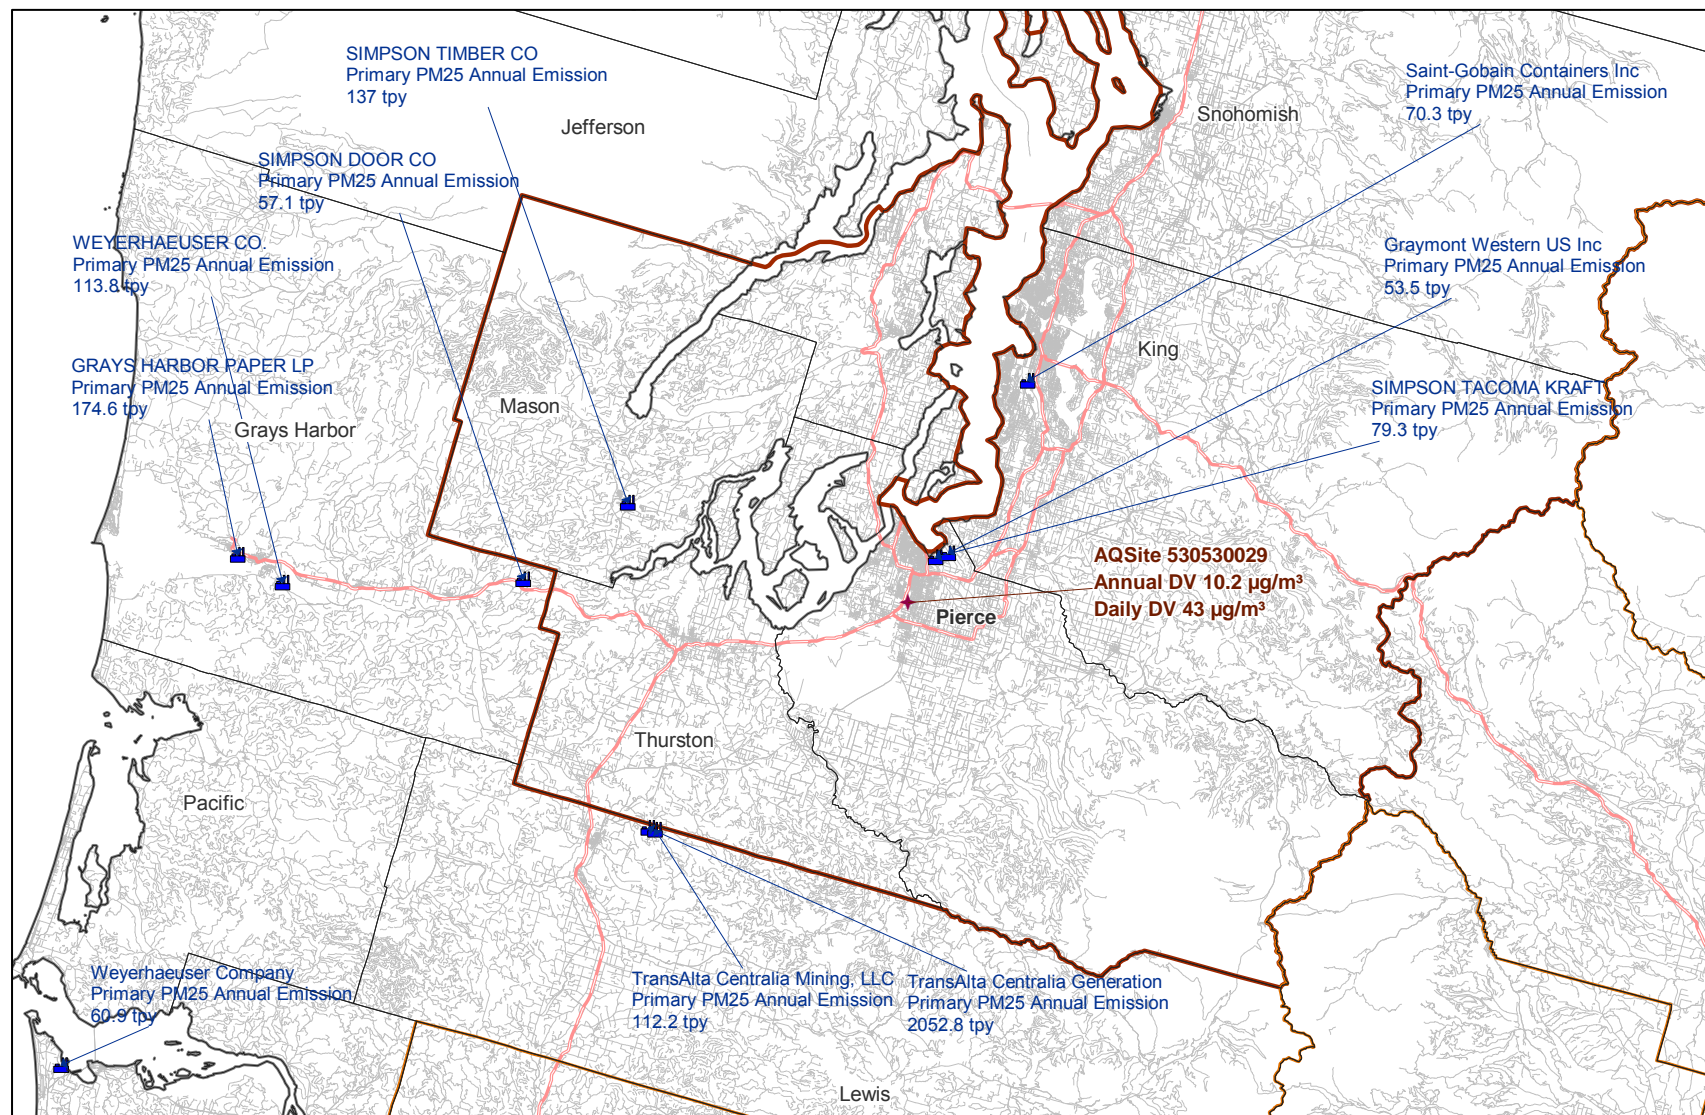 SIMPSON TIMBER CO
Primary PM25 Annual Emission
137 tpy
Jefferson
Saint-Gobain Containers Inc
Primary PM25 Annual Emission
70.3 tpy
Snohomish
SIMPSON DOOR CO
Primary PM25 Annual Emission
57.1 tpy
WEYERHAEUSER CO.
Primary PM25 Annual Emission
113.8 tpy
Graymont Western US Inc
Primary PM25 Annual Emission
53.5 tpy
King
GRAYS HARBOR PAPER LP
Primary PM25 Annual Emission
174.6 tpy
SIMPSON TACOMA KRAFT
Primary PM25 Annual Emission
79.3 tpy
Mason
Grays Harbor
AQSite 530530029
Annual DV 10.2 µg/m³
Daily DV 43 µg/m³
Pierce
Thurston
Pacific
Weyerhaeuser Company
Primary PM25 Annual Emission
60.9 tpy
TransAlta Centralia Mining, LLC
Primary PM25 Annual Emission
112.2 tpy
TransAlta Centralia Generation
Primary PM25 Annual Emission
2052.8 tpy
Lewis